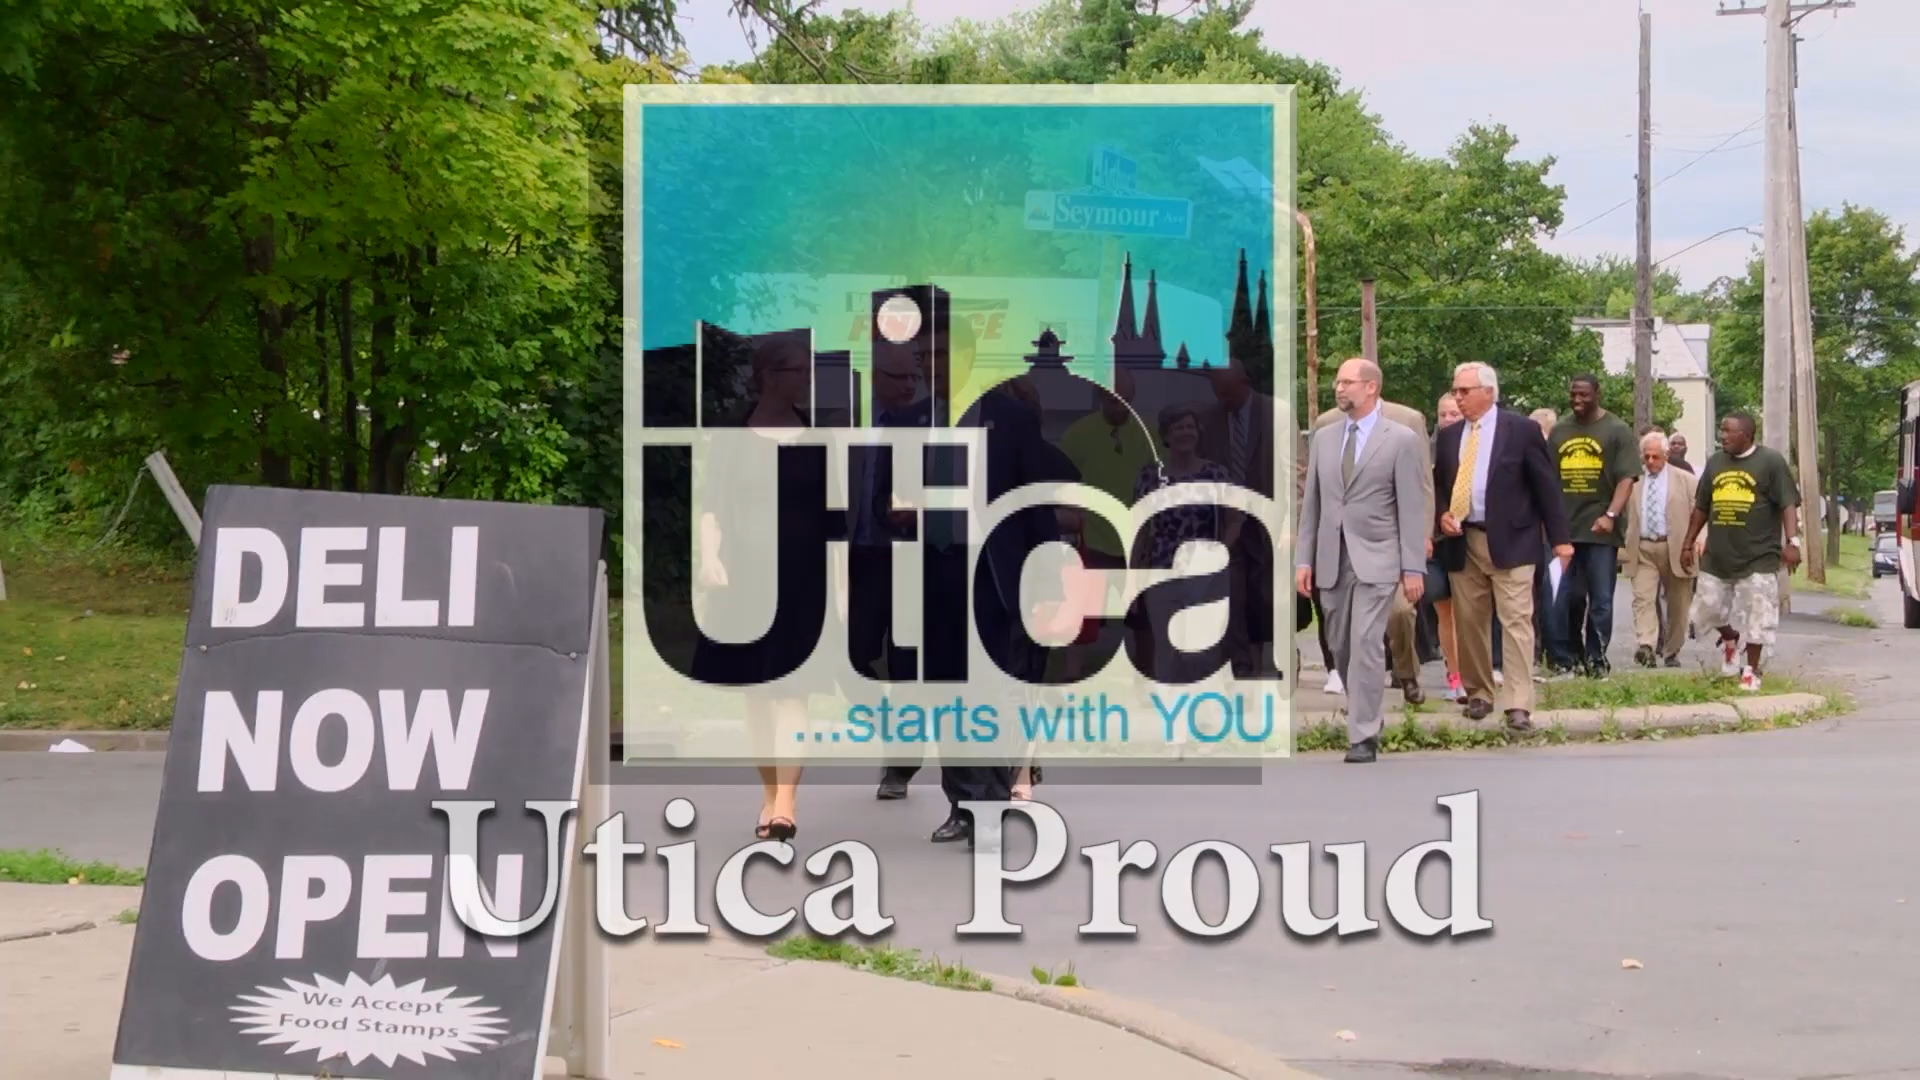 Seymour Ave
Utica
...starts with YOU
Utica Proud
DELI
NOW
OPEN
We Accept
Food Stamps